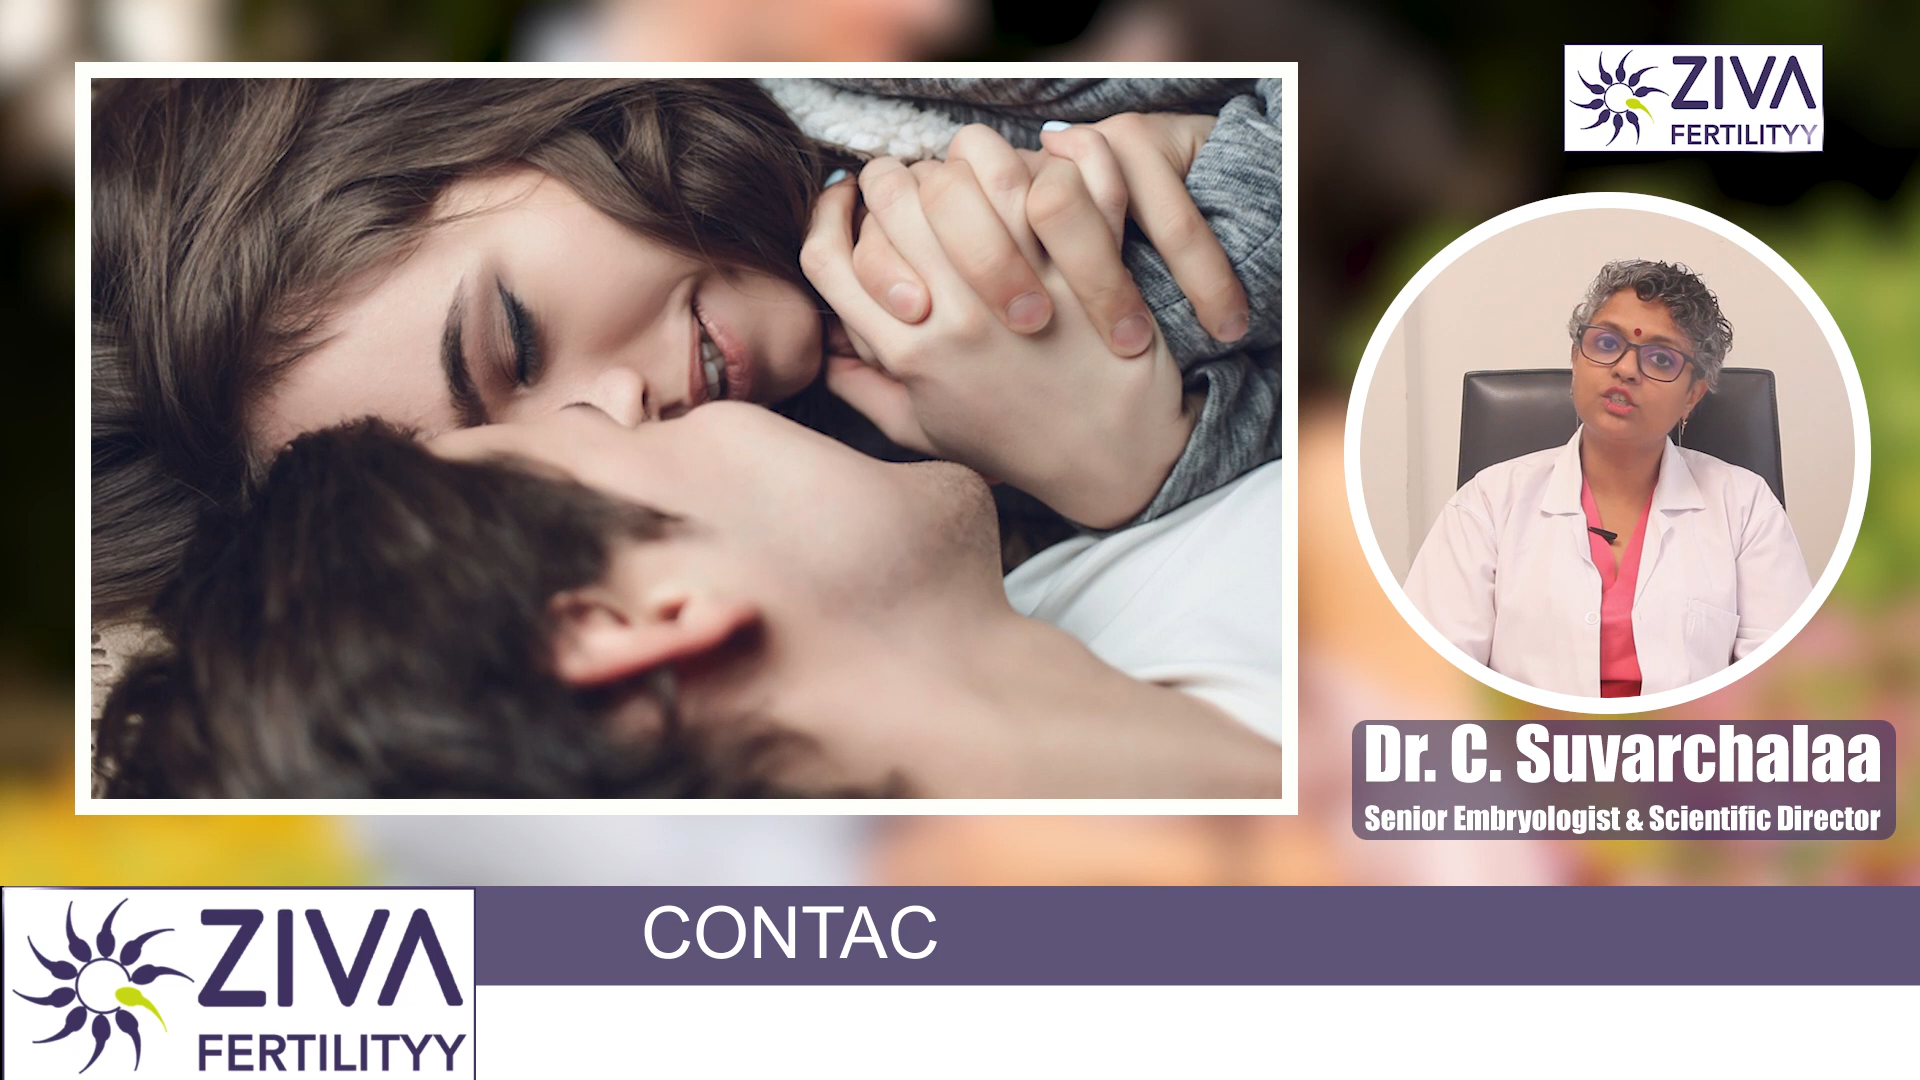 ZIVA
FERTILITYY
Dr. C. Suvarchalaa
Senior Embryologist & Scientific Director
ZIVA
FERTILITYY
CONTAC